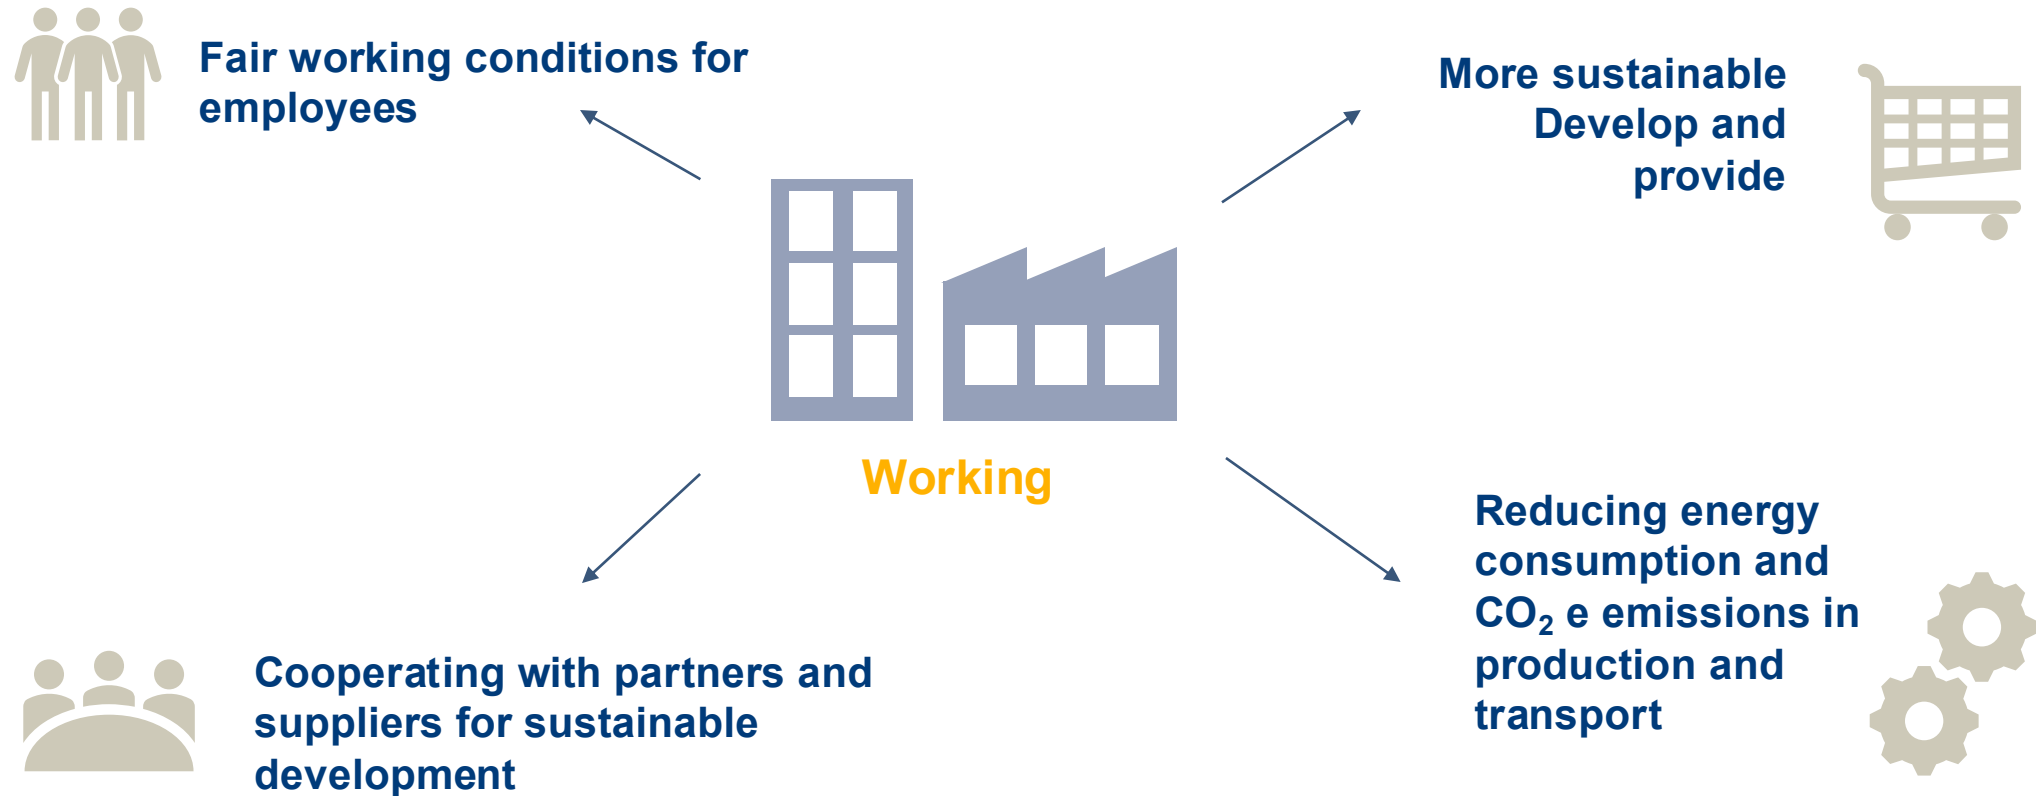 Fair working conditions for
employees
More sustainable
Develop and
provide
Working
Reducing energy
consumption and
CO₂ e emissions in
production and
transport
Cooperating with partners and
suppliers for sustainable
development